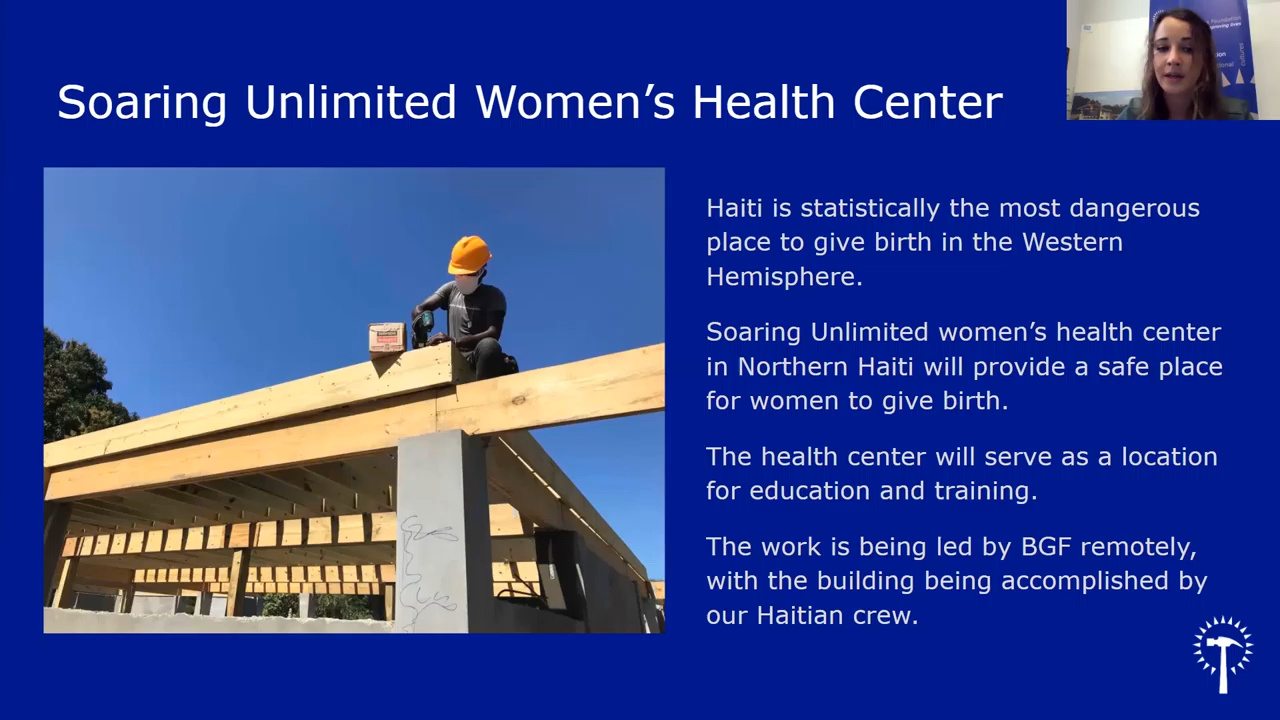 Soaring Unlimited Women’s Health Center
Haiti is statistically the most dangerous
place to give birth in the Western
Hemisphere.
Soaring Unlimited women’s health center
in Northern Haiti will provide a safe place
for women to give birth.
The health center will serve as a location
for education and training.
The work is being led by BGF remotely,
with the building being accomplished by
our Haitian crew.
Foundation